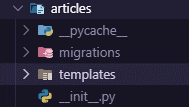 articles
__pycache__
migrations
templates
__init__.py